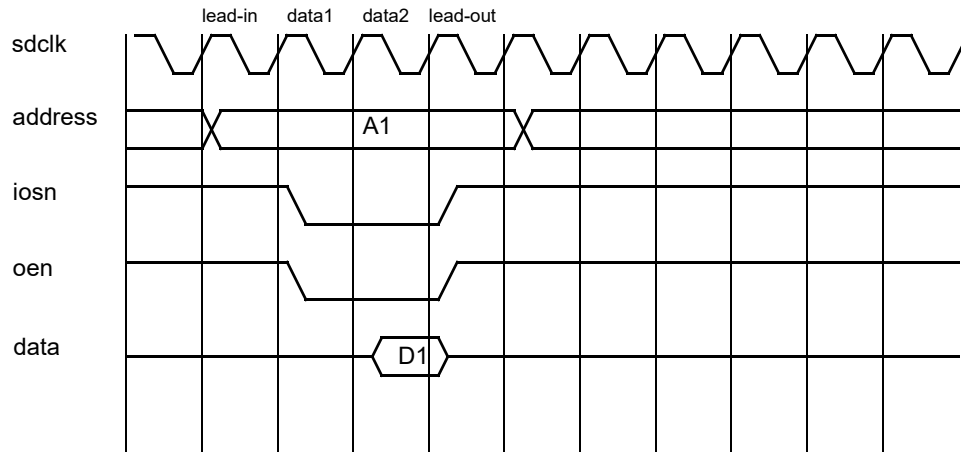 lead-in data1 data2 lead-out
sdclk
address
A1
iosn
oen
data
D1